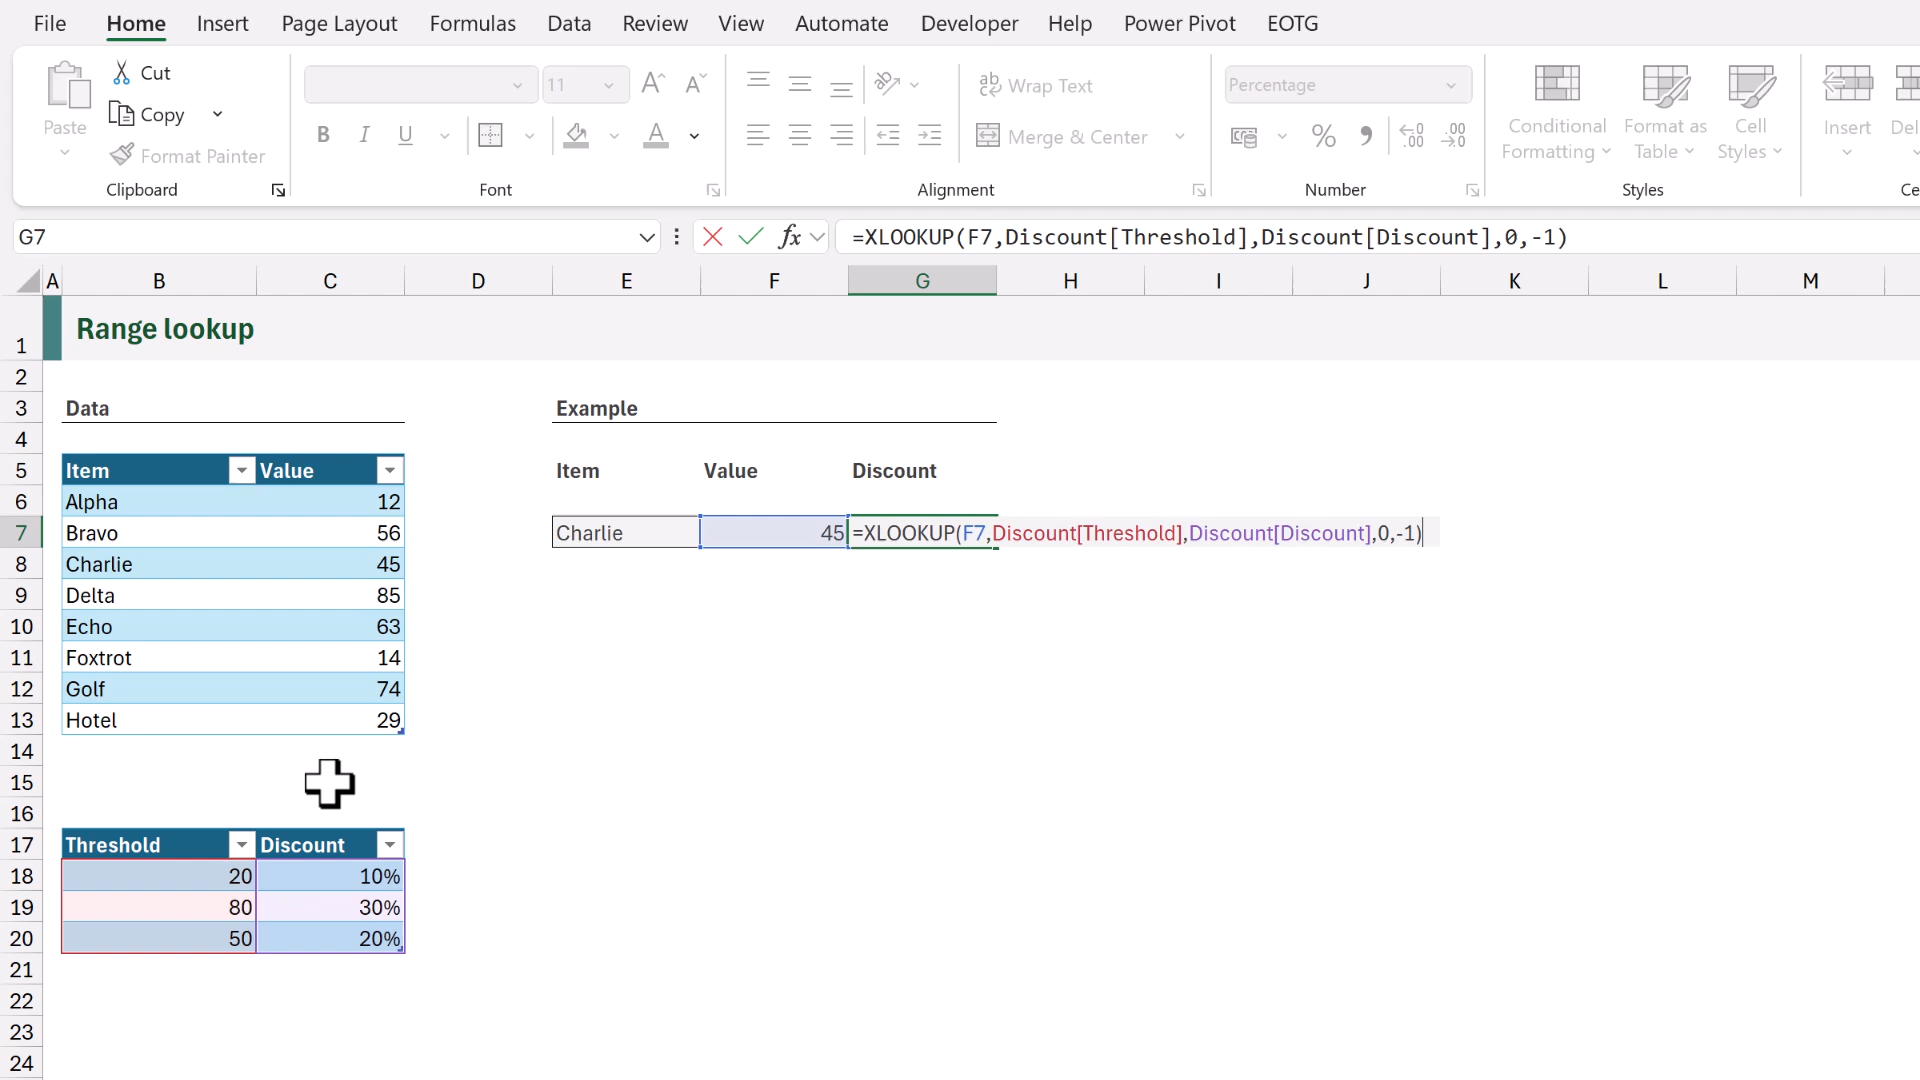 File Home Insert Page Layout Formulas Data Review View Automate Developer Help Power Pivot EOTG
Paste
Cut
Copy
Format Painter
Clipboard
11
B I U
Font
Wrap Text
Merge & Center
Alignment
Percentage
Number
Conditional Formatting
Format as Table
Cell Styles
Styles
Insert
Del
Ce
G7
fx
=XLOOKUP(F7,Discount[Threshold],Discount[Discount],0,-1)
A B C D E F G H I J K L M
1 Range lookup
2
3 Data Example
4
5 Item Value Item Value Discount
6 Alpha 12
7 Bravo 56 Charlie 45 =XLOOKUP(F7,Discount[Threshold],Discount[Discount],0,-1)
8 Charlie 45
9 Delta 85
10 Echo 63
11 Foxtrot 14
12 Golf 74
13 Hotel 29
14
15
16
17 Threshold Discount
18 20 10%
19 80 30%
20 50 20%
21
22
23
24